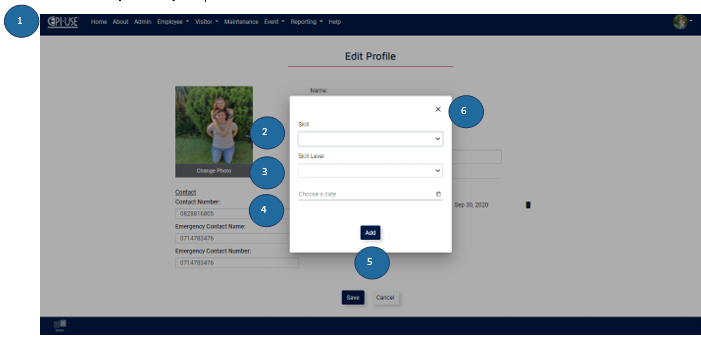 1
GPI-USE Home About Admin Employee Visitor Maintenance Event Reporting Help
Edit Profile
Name:
6
Skill
2
Skill Level
Change Photo
3
Choose a date
Contact
Contact Number:
4
Sep 30, 2020
0828816805
Emergency Contact Name:
Add
0714783476
Emergency Contact Number:
5
0714783476
Save Cancel